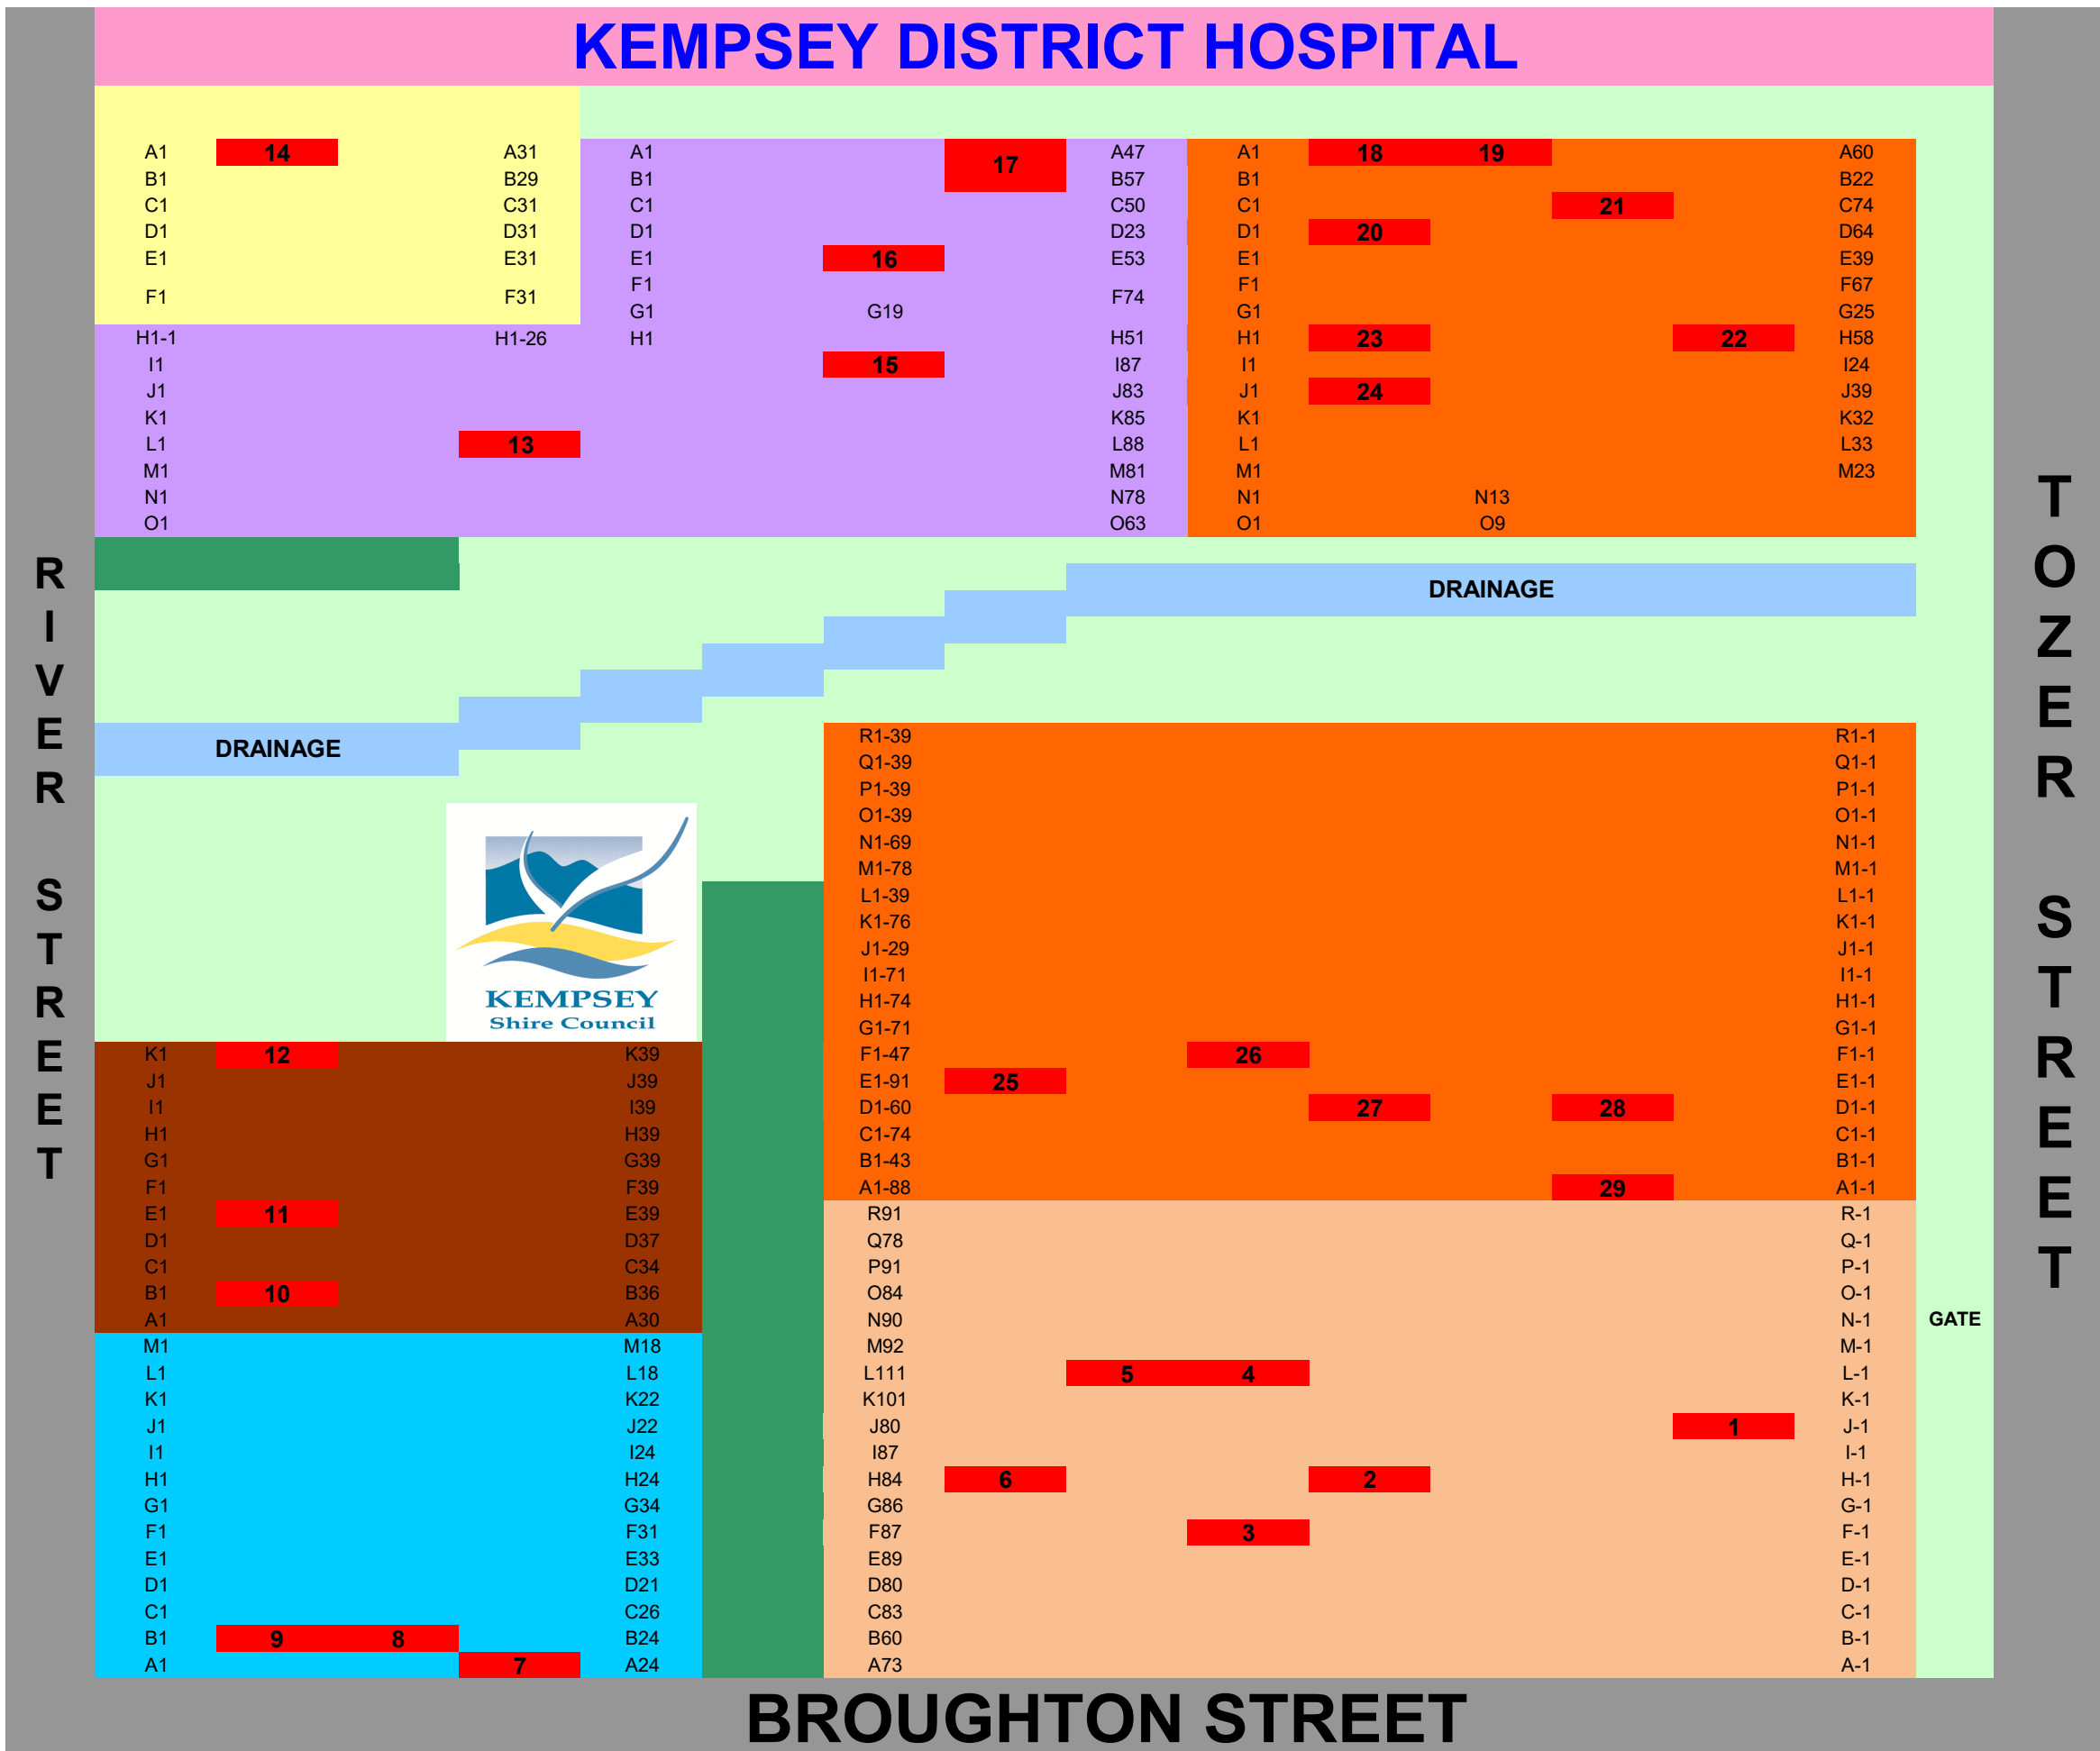 KEMPSEY DISTRICT HOSPITAL
A1 14 A31 A1 17 A47 A1 18 19 A60
B1 B29 B1 B57 B1 B22
C1 C31 C1 C50 C1 21 C74
D1 D31 D1 D23 D1 20 D64
E1 E31 E1 16 E53 E1 E39
F1 F31 F1 F74 F1 F67
G1 G19 G1 G25
H1-1 H1-26 H1 H51 H1 23 22 H58
I1 15 I87 I1 I24
J1 J83 J1 24 J39
K1 K85 K1 K32
L1 13 L88 L1 L33
M1 M81 M1 M23
N1 N78 N1 N13
O1 O63 O1 O9
DRAINAGE
DRAINAGE
R1-39 R1-1
Q1-39 Q1-1
P1-39 P1-1
O1-39 O1-1
N1-69 N1-1
M1-78 M1-1
L1-39 L1-1
K1-76 K1-1
J1-29 J1-1
I1-71 I1-1
H1-74 H1-1
G1-71 G1-1
KEMPSEY
Shire Council
K1 12 K39 F1-47 26 F1-1
J1 J39 E1-91 25 E1-1
I1 I39 D1-60 27 28 D1-1
H1 H39 C1-74 C1-1
G1 G39 B1-43 B1-1
F1 F39 A1-88 29 A1-1
E1 11 E39 R91 R-1
D1 D37 Q78 Q-1
C1 C34 P91 P-1
B1 10 B36 O84 O-1
A1 A30 N90 N-1 GATE
M1 M18 M92 M-1
L1 L18 L111 5 4 L-1
K1 K22 K101 K-1
J1 J22 J80 1 J-1
I1 I24 I87 I-1
H1 H24 H84 6 2 H-1
G1 G34 G86 G-1
F1 F31 F87 3 F-1
E1 E33 E89 E-1
D1 D21 D80 D-1
C1 C26 C83 C-1
B1 9 8 B24 B60 B-1
A1 7 A24 A73 A-1
RIVER STREET
TOZER STREET
BROUGHTON STREET